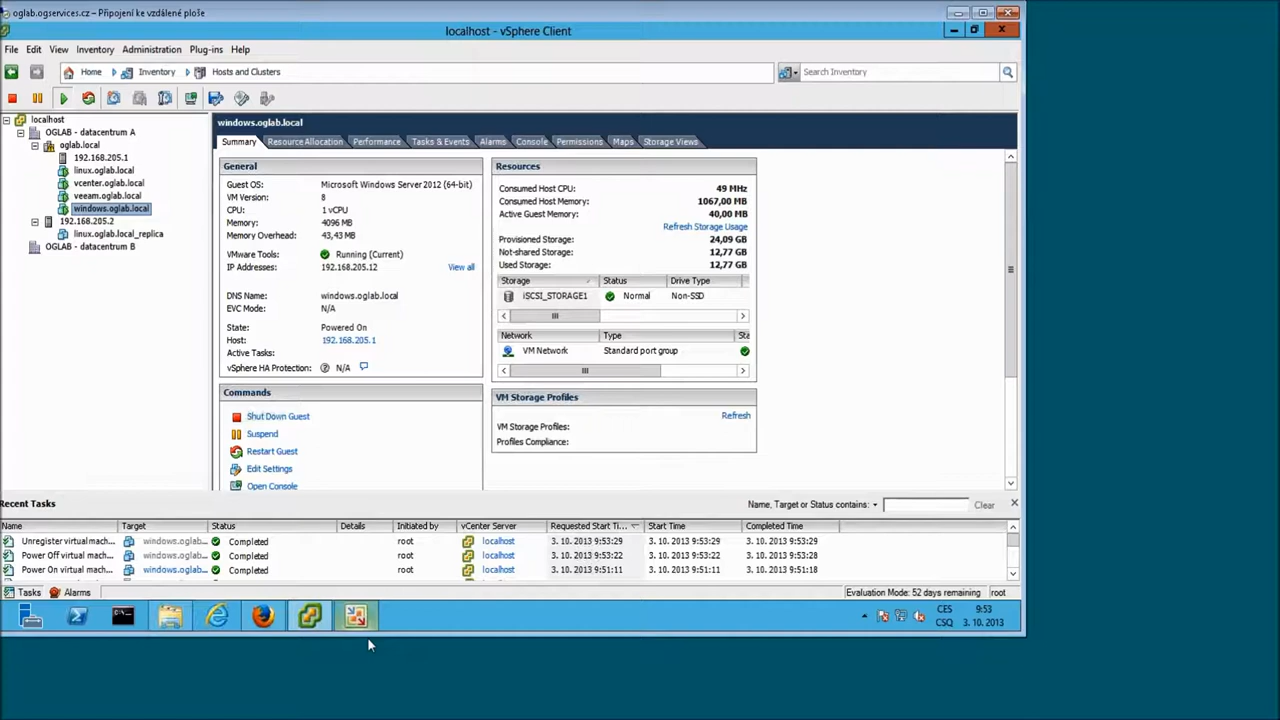 oglab.ogservices.cz – Připojení ke vzdálené ploše
localhost - vSphere Client
File Edit View Inventory Administration Plug-ins Help
Home Inventory Hosts and Clusters Search Inventory
localhost
OGLAB - datacentrum A
oglab.local
192.168.205.1
linux.oglab.local
vcenter.oglab.local
veeam.oglab.local
windows.oglab.local
192.168.205.2
linux.oglab.local_replica
OGLAB - datacentrum B
windows.oglab.local
Summary Resource Allocation Performance Tasks & Events Alarms Console Permissions Maps Storage Views
General
Guest OS: Microsoft Windows Server 2012 (64-bit)
VM Version: 8
CPU: 1 vCPU
Memory: 4096 MB
Memory Overhead: 43,43 MB
VMware Tools: Running (Current)
IP Addresses: 192.168.205.12 View all
DNS Name: windows.oglab.local
EVC Mode: N/A
State: Powered On
Host: 192.168.205.1
Active Tasks:
vSphere HA Protection: N/A
Commands
Shut Down Guest
Suspend
Restart Guest
Edit Settings
Open Console
Resources
Consumed Host CPU: 49 MHz
Consumed Host Memory: 1067,00 MB
Active Guest Memory: 40,00 MB
Refresh Storage Usage
Provisioned Storage: 24,09 GB
Not-shared Storage: 12,77 GB
Used Storage: 12,77 GB
Storage Status Drive Type
iSCSI_STORAGE1 Normal Non-SSD
Network Type Sta
VM Network Standard port group
VM Storage Profiles
Refresh
VM Storage Profiles:
Profiles Compliance:
Recent Tasks Name, Target or Status contains: Clear
Name Target Status Details Initiated by vCenter Server Requested Start Ti... Start Time Completed Time
Unregister virtual mach... windows.oglab... Completed root localhost 3. 10. 2013 9:53:29 3. 10. 2013 9:53:29 3. 10. 2013 9:53:29
Power Off virtual mach... windows.oglab... Completed root localhost 3. 10. 2013 9:53:22 3. 10. 2013 9:53:22 3. 10. 2013 9:53:28
Power On virtual mach... windows.oglab... Completed root localhost 3. 10. 2013 9:51:11 3. 10. 2013 9:51:11 3. 10. 2013 9:51:18
Tasks Alarms Evaluation Mode: 52 days remaining root
CES 9:53
CSQ 3. 10. 2013